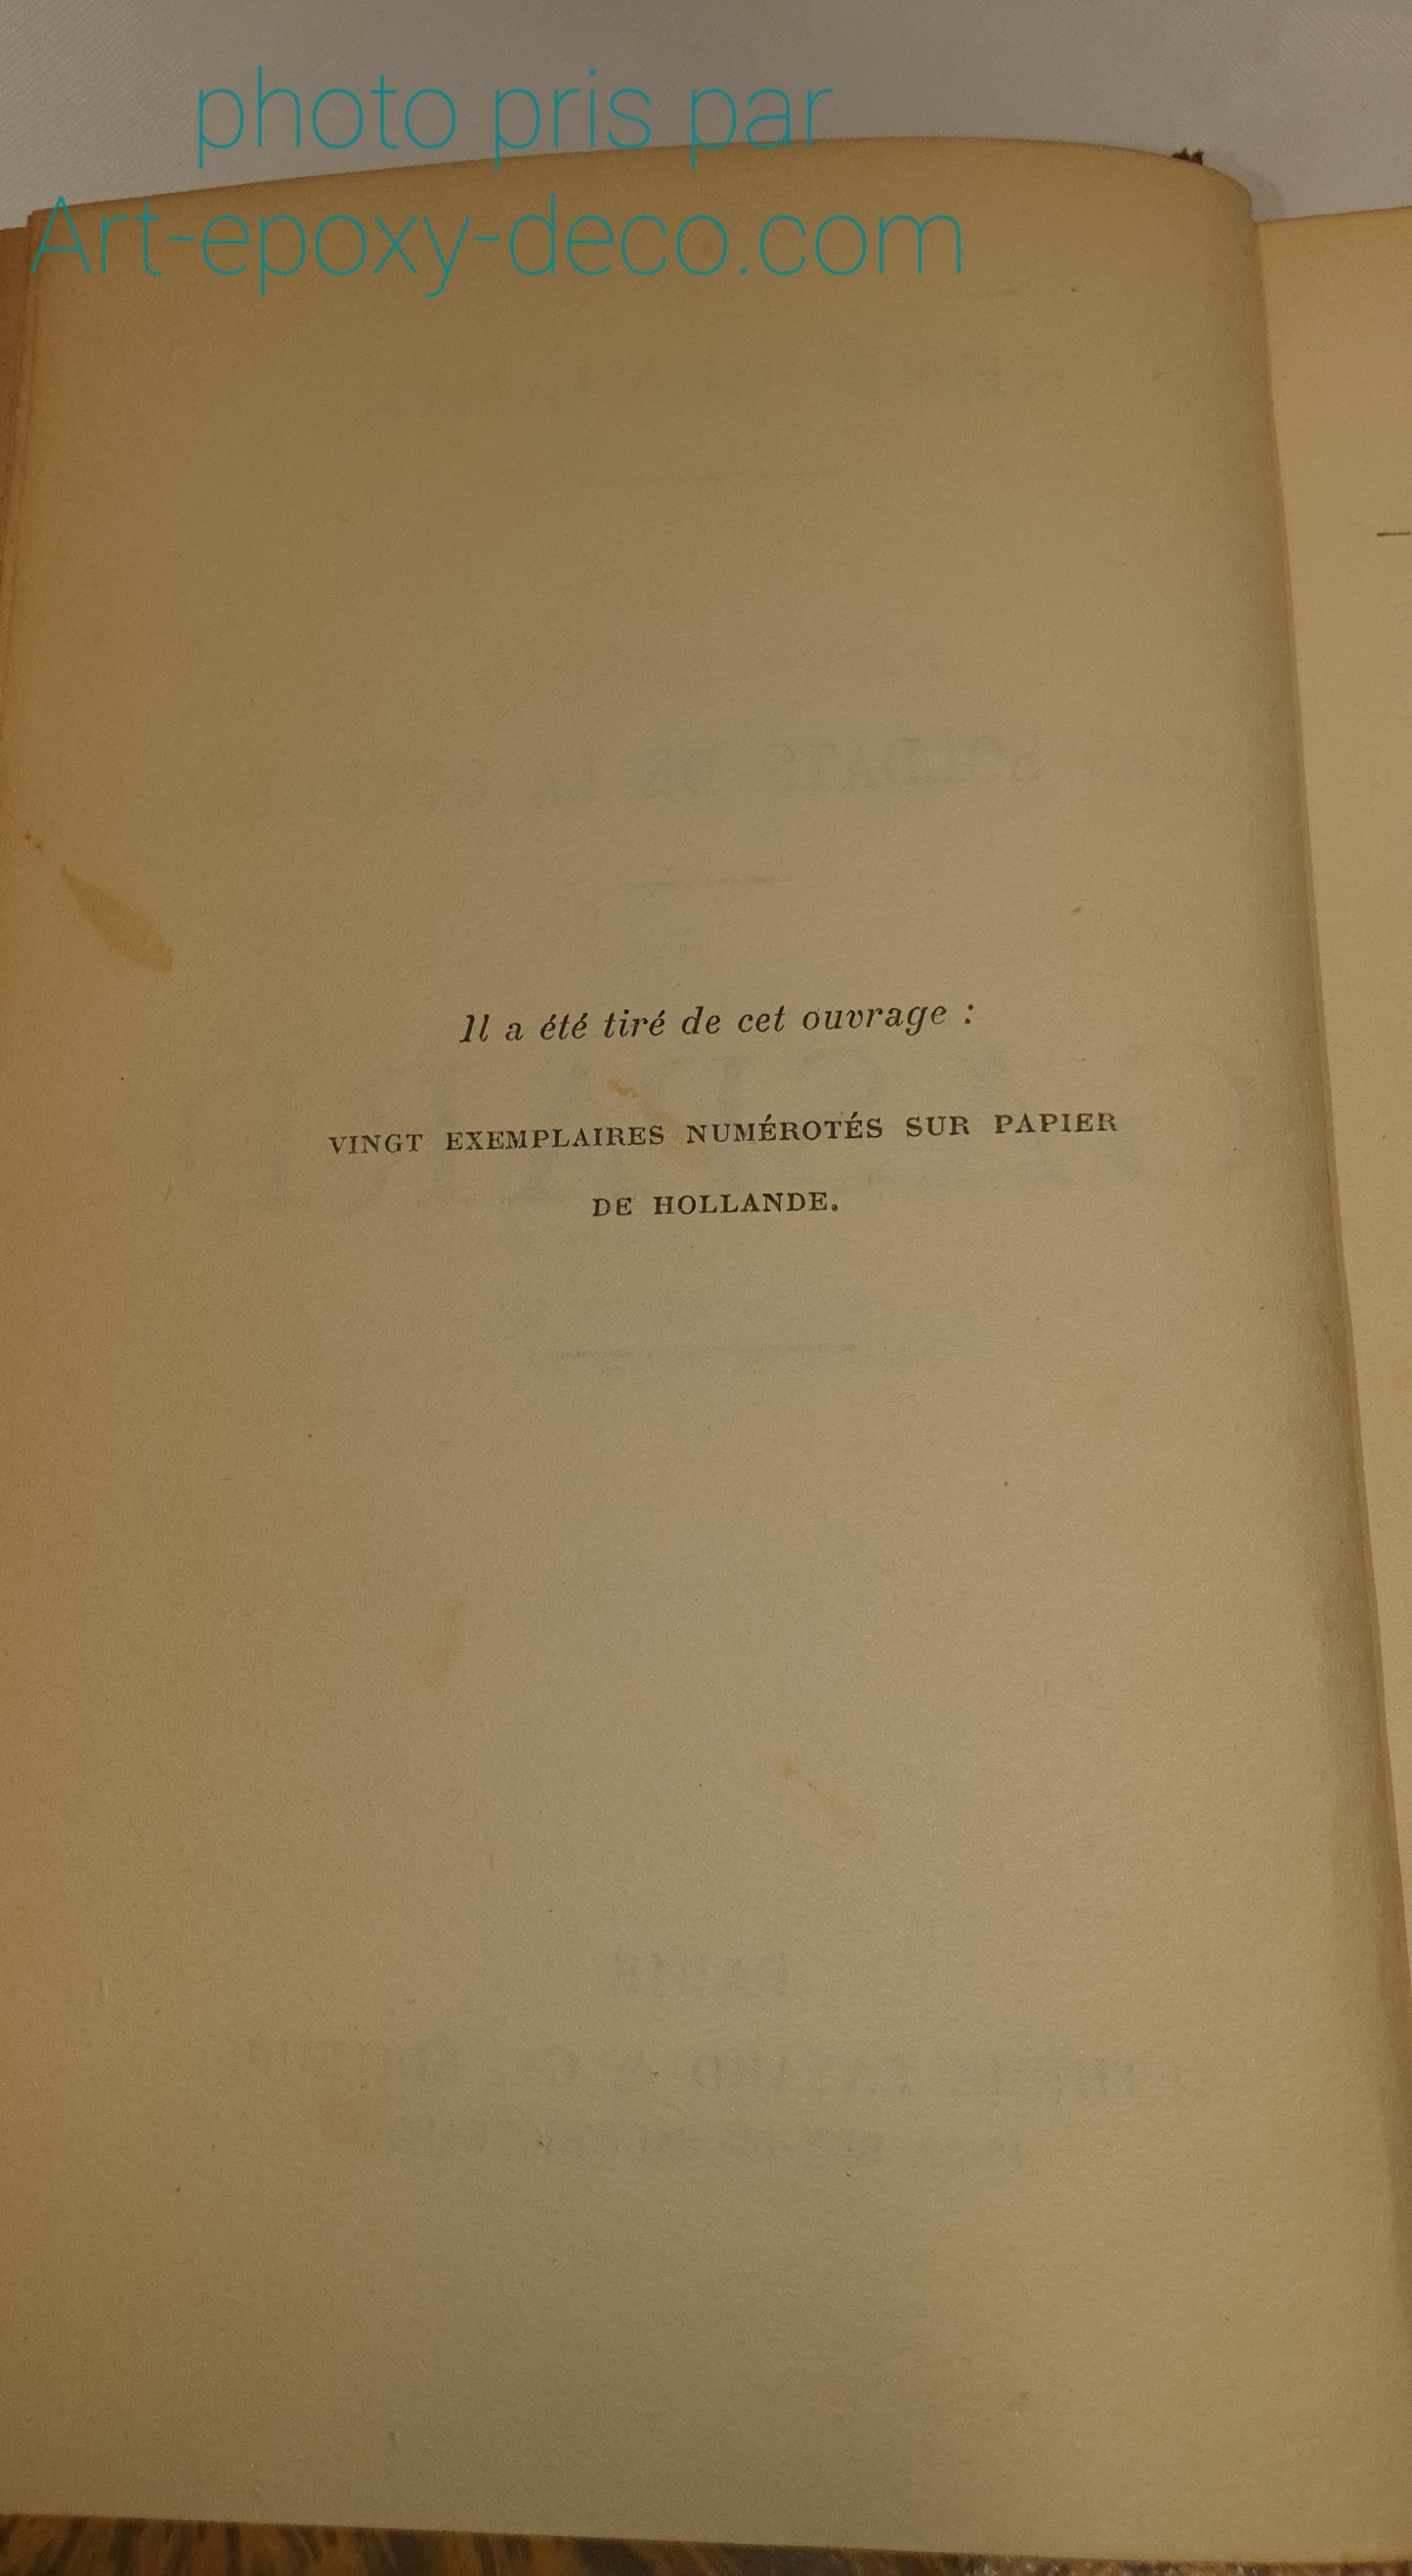 photo pris par
Art-epoxy-deco.com
Il a été tiré de cet ouvrage :
VINGT EXEMPLAIRES NUMÉROTÉS SUR PAPIER
DE HOLLANDE.